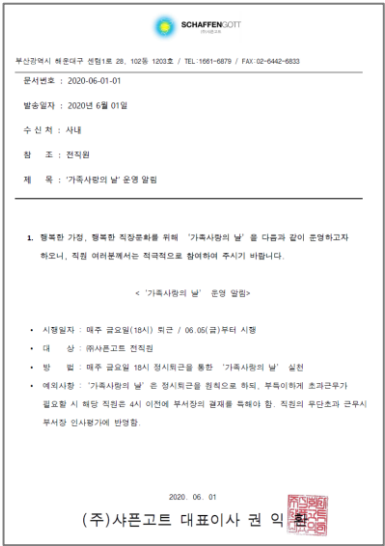 SCHAFFENGOTT
부산광역시 해운대구 센텀1로 28, 102동 1203호 / TEL :1661-6879 / FAX 02-6442-6833
문서번호 : 2020-06-01-01
발송일자 : 2020년 6월 01일
수 신 처 : 사내
참 조 : 전직원
제 목 : '가족사랑의 날' 운영 알림
1. 행복한 가정, 행복한 직장문화를 위해 '가족사랑의 날' 을 다음과 같이 운영하고자
하오니, 직원 여러분께서는 적극적으로 참여하여 주시기 바랍니다.
< '가족사랑의 날' 운영 알림>
• 시행일자 : 매주 금요일(18시) 퇴근 / 06.05(금)부터 시행
• 대 상 : ㈜샤픈고트 전직원
• 방 법 : 매주 금요일 18시 정시퇴근을 통한 '가족사랑의 날' 실천
• 예외사항 : '가족사랑의 날' 은 정시퇴근을 원칙으로 하되, 부득이하게 초과근무가
필요할 시 해당 직원은 4시 이전에 부서장의 결재를 득해야 함. 직원의 무단초과 근무시
부서장 인사평가에 반영함.
2020. 06. 01
(주)샤픈고트 대표이사 권 익 환